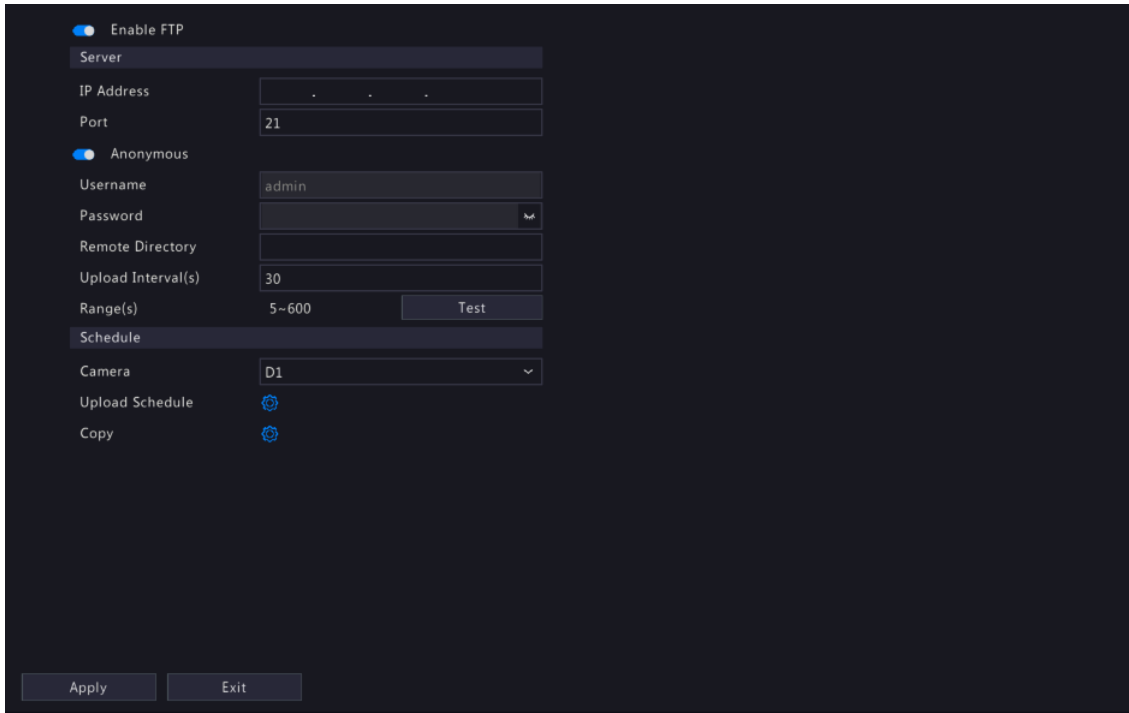 Enable FTP
Server
IP Address . . .
Port 21
Anonymous
Username admin
Password
Remote Directory
Upload Interval(s) 30
Range(s) 5~600 Test
Schedule
Camera D1
Upload Schedule
Copy
Apply Exit